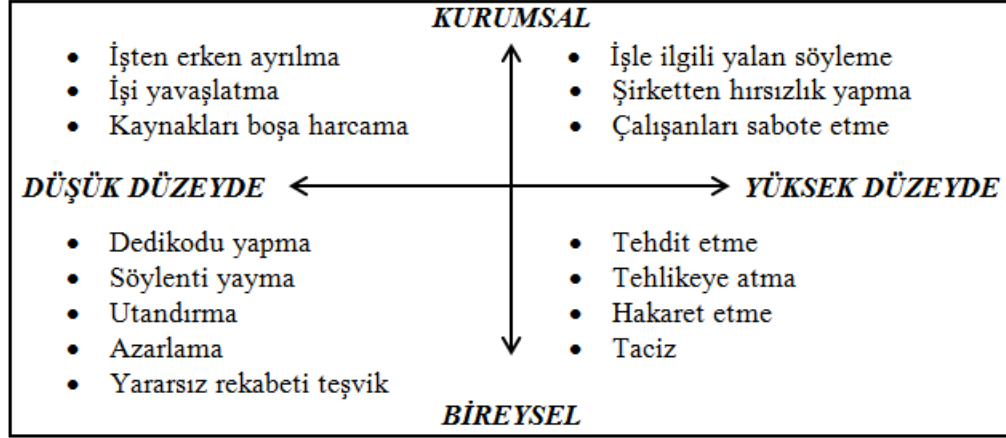 KURUMSAL
• İşten erken ayrılma
• İşi yavaşlatma
• Kaynakları boşa harcama
• İşle ilgili yalan söyleme
• Şirketten hırsızlık yapma
• Çalışanları sabote etme
DÜŞÜK DÜZEYDE
YÜKSEK DÜZEYDE
• Dedikodu yapma
• Söylenti yayma
• Utandırma
• Azarlama
• Yararsız rekabeti teşvik
• Tehdit etme
• Tehlikeye atma
• Hakaret etme
• Taciz
BİREYSEL